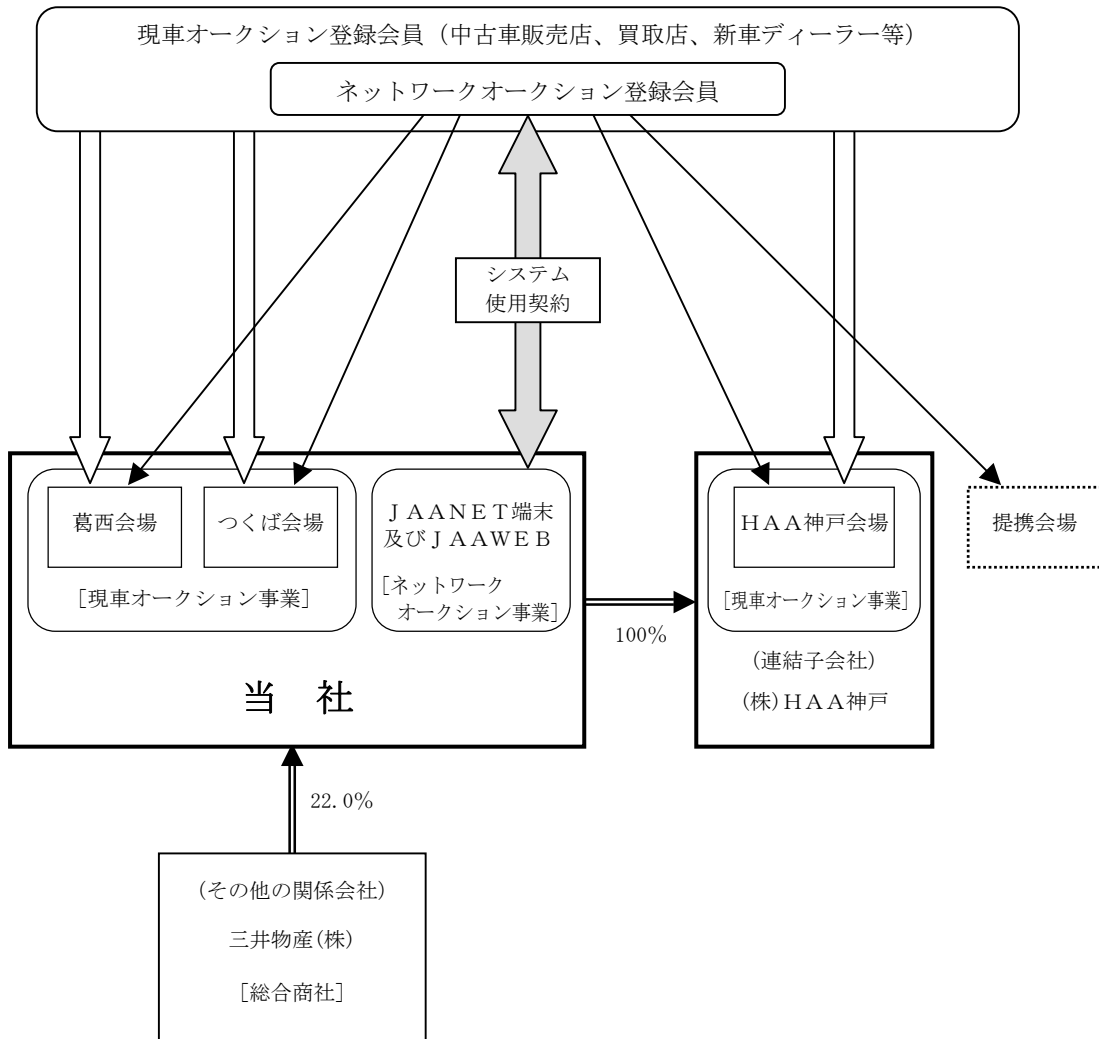 現車オークション登録会員（中古車販売店、買取店、新車ディーラー等）
ネットワークオークション登録会員
システム
使用契約
葛西会場
つくば会場
[現車オークション事業]
ＪＡＡＮＥＴ端末
及びＪＡＡＷＥＢ
[ネットワーク
オークション事業]
100%
ＨＡＡ神戸会場
[現車オークション事業]
(連結子会社)
(株)ＨＡＡ神戸
提携会場
当 社
22.0%
(その他の関係会社)
三井物産(株)
[総合商社]